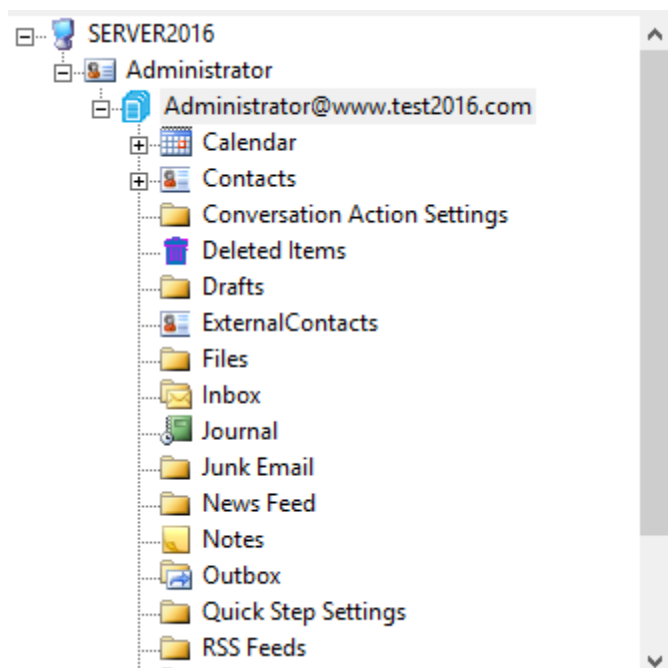 SERVER2016
Administrator
Administrator@www.test2016.com
Calendar
Contacts
Conversation Action Settings
Deleted Items
Drafts
ExternalContacts
Files
Inbox
Journal
Junk Email
News Feed
Notes
Outbox
Quick Step Settings
RSS Feeds